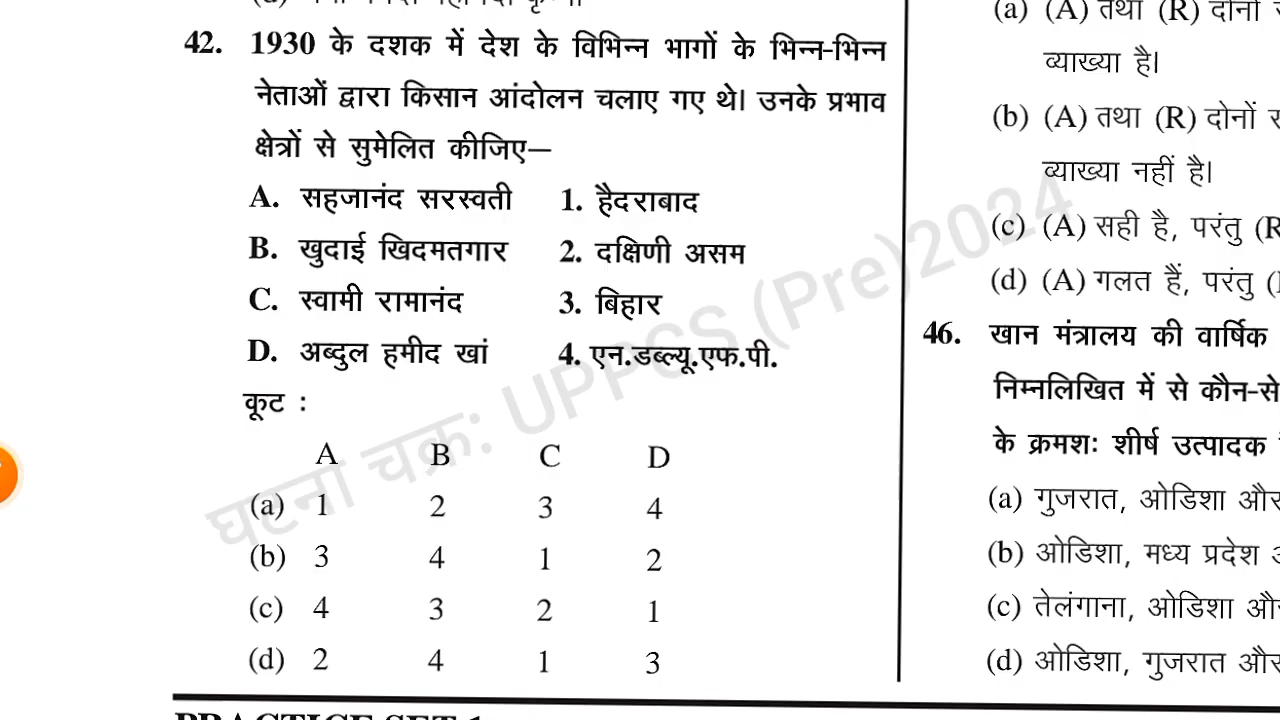 42. 1930 के दशक में देश के विभिन्न भागों के भिन्न-भिन्न
नेताओं द्वारा किसान आंदोलन चलाए गए थे। उनके प्रभाव
क्षेत्रों से सुमेलित कीजिए—
A. सहजानंद सरस्वती 1. हैदराबाद
B. खुदाई खिदमतगार 2. दक्षिणी असम
C. स्वामी रामानंद 3. बिहार
D. अब्दुल हमीद खां 4. एन.डब्ल्यू.एफ.पी.
कूट :
A B C D
(a) 1 2 3 4
(b) 3 4 1 2
(c) 4 3 2 1
(d) 2 4 1 3
(a) (A) तथा (R) दोनों
व्याख्या है।
(b) (A) तथा (R) दोनों
व्याख्या नहीं है।
(c) (A) सही है, परंतु (R
(d) (A) गलत हैं, परंतु (
46. खान मंत्रालय की वार्षिक
निम्नलिखित में से कौन-से
के क्रमशः शीर्ष उत्पादक
(a) गुजरात, ओडिशा और
(b) ओडिशा, मध्य प्रदेश
(c) तेलंगाना, ओडिशा और
(d) ओडिशा, गुजरात और
घटना चक्र: UPPCS (Pre) 2024